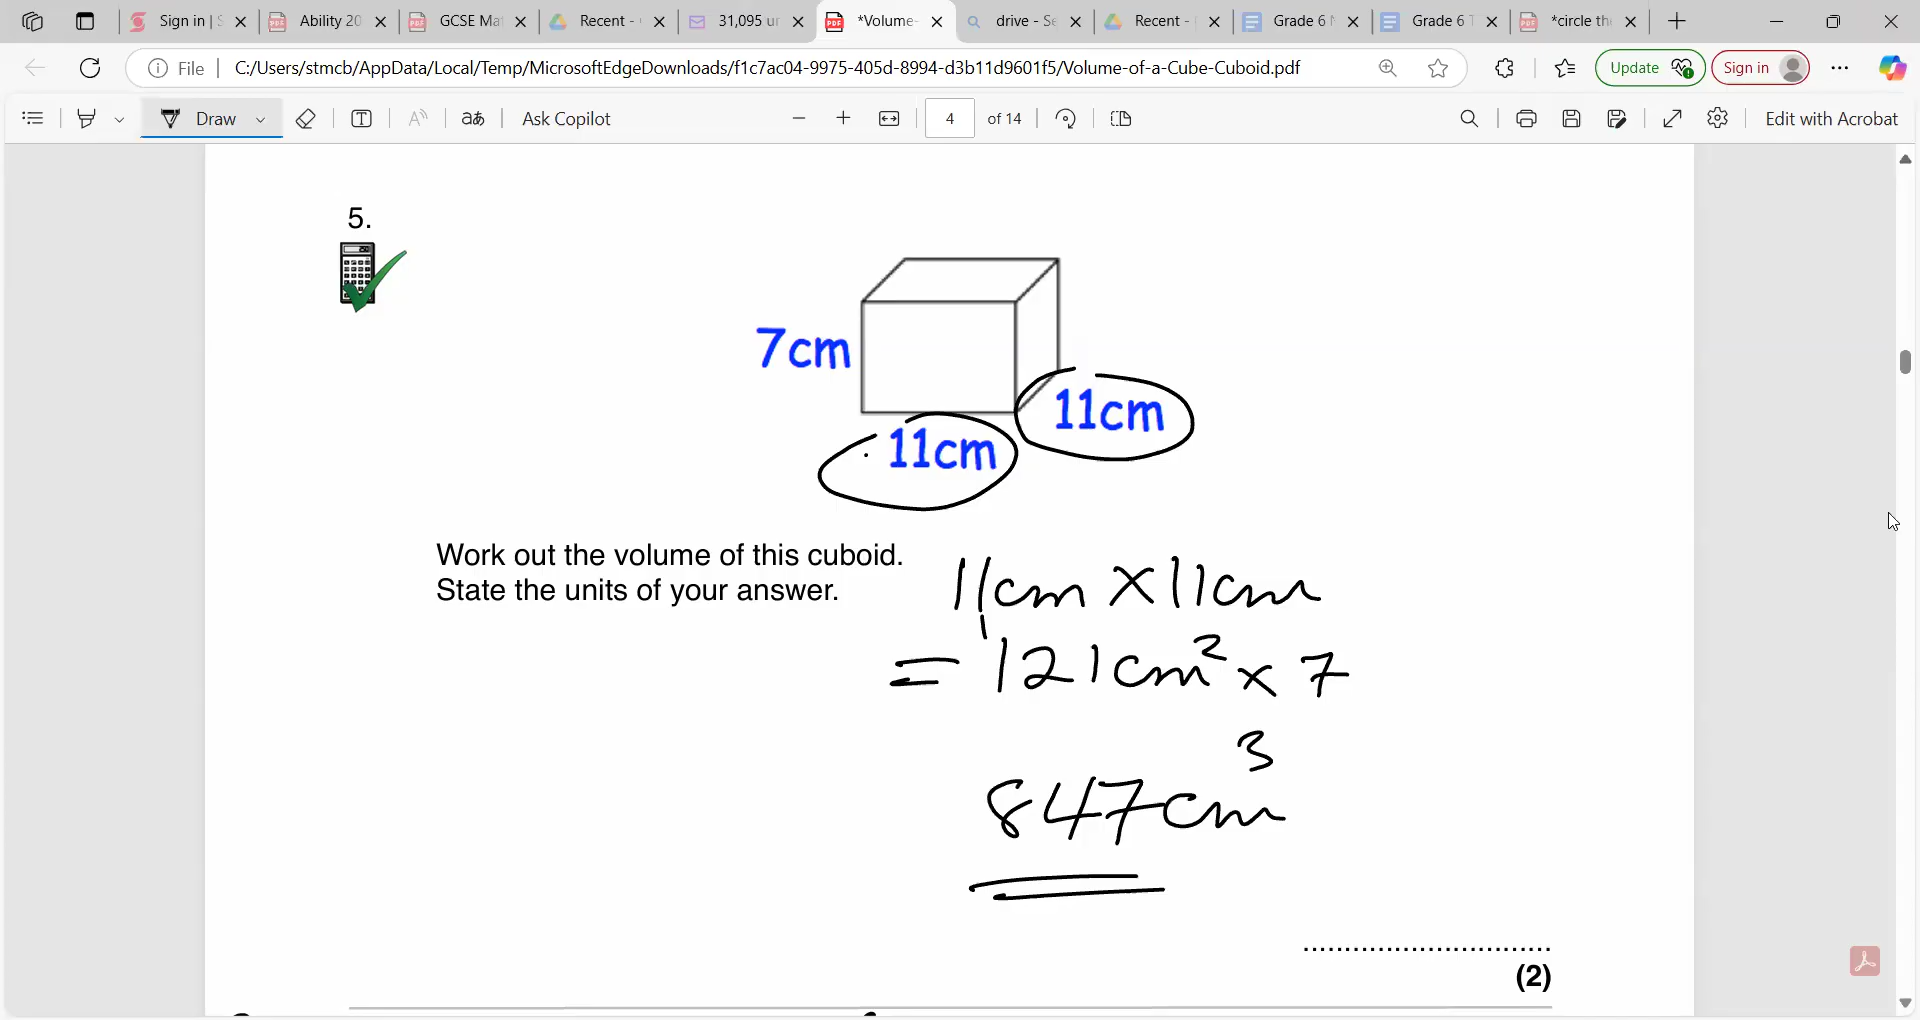 Sign in | S
Ability 20
GCSE Ma
Recent -
31,095 ur
*Volume-
drive - Se
Recent -
Grade 6
Grade 6 T
*circle th
File
C:/Users/stmcb/AppData/Local/Temp/MicrosoftEdgeDownloads/f1c7ac04-9975-405d-8994-d3b11d9601f5/Volume-of-a-Cube-Cuboid.pdf
Update
Sign in
Draw
aあ
Ask Copilot
4 of 14
Edit with Acrobat
5.
7cm
11cm
11cm
Work out the volume of this cuboid.
State the units of your answer.
11cm × 11cm
= 121cm² × 7
847cm³
..............................
(2)